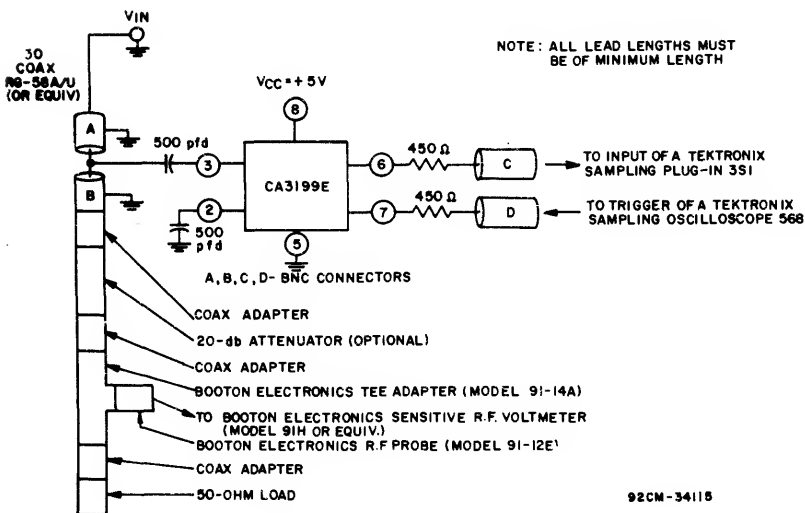 VIN
30
COAX
RG-58A/U
(OR EQUIV)
NOTE: ALL LEAD LENGTHS MUST
BE OF MINIMUM LENGTH
VCC = +5V
8
A
500 pfd
3
CA3199E
6
450 Ω
C
TO INPUT OF A TEKTRONIX
SAMPLING PLUG-IN 3S1
B
2
500
pfd
7
450 Ω
D
TO TRIGGER OF A TEKTRONIX
SAMPLING OSCILLOSCOPE 568
5
A, B, C, D- BNC CONNECTORS
COAX ADAPTER
20-db ATTENUATOR (OPTIONAL)
COAX ADAPTER
BOOTON ELECTRONICS TEE ADAPTER (MODEL 91-14A)
TO BOOTON ELECTRONICS SENSITIVE R.F. VOLTMETER
(MODEL 91H OR EQUIV.)
BOOTON ELECTRONICS R.F PROBE (MODEL 91-12E)
COAX ADAPTER
50-OHM LOAD
92CM-34115